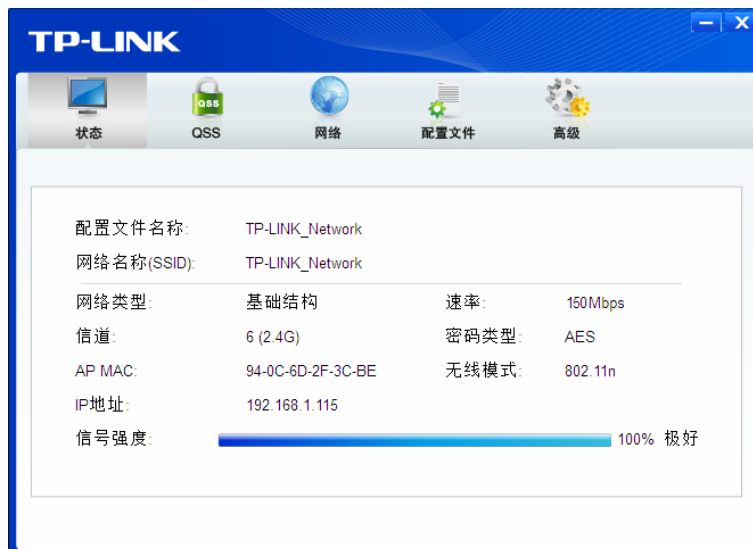 TP-LINK
QSS
状态 QSS 网络 配置文件 高级
配置文件名称: TP-LINK_Network
网络名称(SSID): TP-LINK_Network
网络类型: 基础结构 速率: 150Mbps
信道: 6 (2.4G) 密码类型: AES
AP MAC: 94-0C-6D-2F-3C-BE 无线模式: 802.11n
IP地址: 192.168.1.115
信号强度: 100% 极好